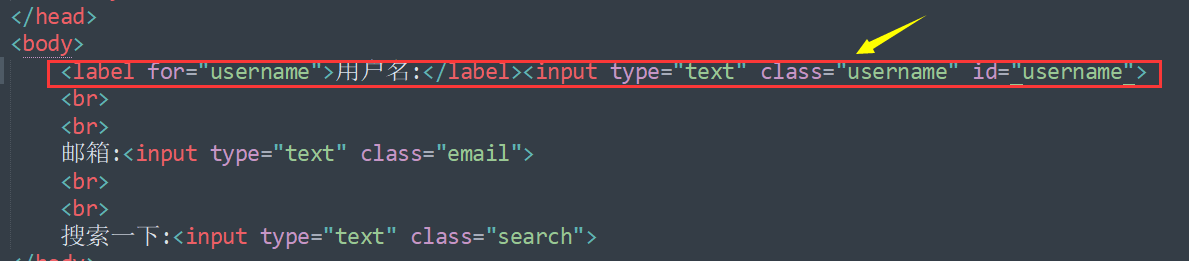 </head>
<body>
<label for="username">用户名:</label><input type="text" class="username" id="username">
<br>
<br>
邮箱:<input type="text" class="email">
<br>
<br>
搜索一下:<input type="text" class="search">
</body>